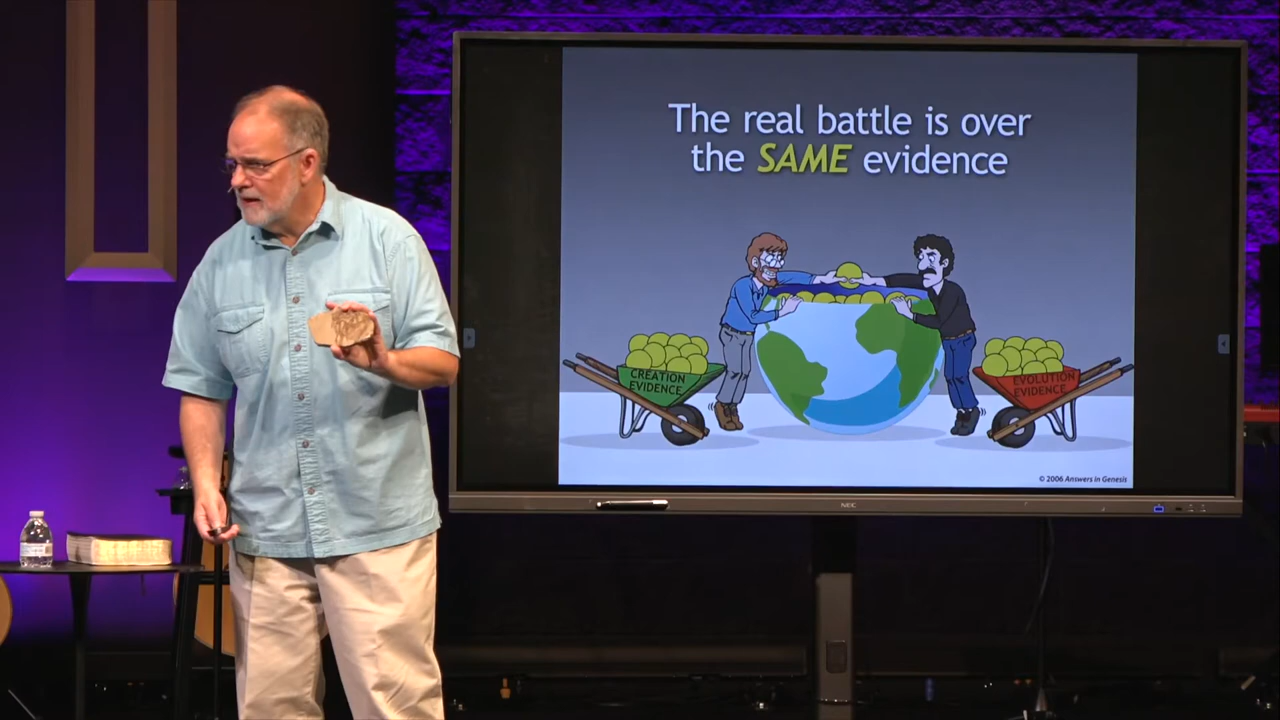 The real battle is over
the SAME evidence
CREATION
EVIDENCE
EVOLUTION
EVIDENCE
© 2006 Answers in Genesis
NEC